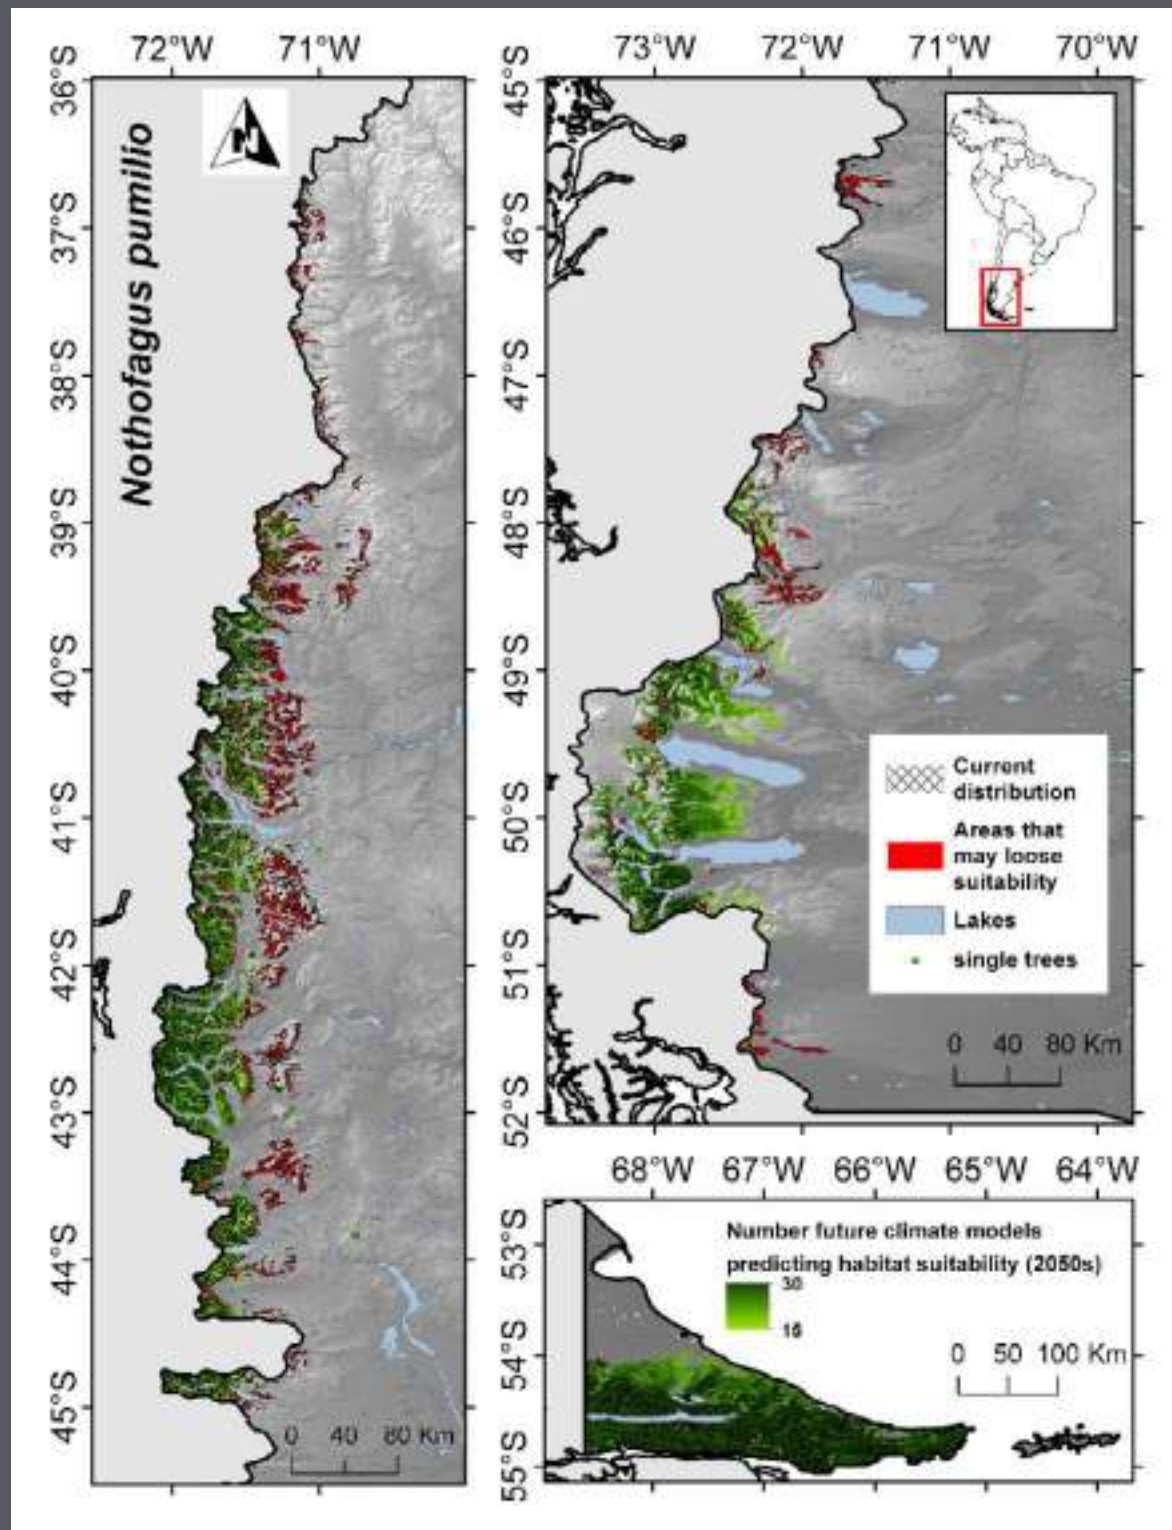 72°W 71°W
36°S
37°S
38°S
39°S
40°S
41°S
42°S
43°S
44°S
45°S
Nothofagus pumilio
N
0 40 80 Km
73°W 72°W 71°W 70°W
45°S
46°S
47°S
48°S
49°S
50°S
51°S
52°S
Current
distribution
Areas that
may loose
suitability
Lakes
single trees
0 40 80 Km
68°W 67°W 66°W 65°W 64°W
53°S
54°S
55°S
Number future climate models
predicting habitat suitability (2050s)
30
15
0 50 100 Km